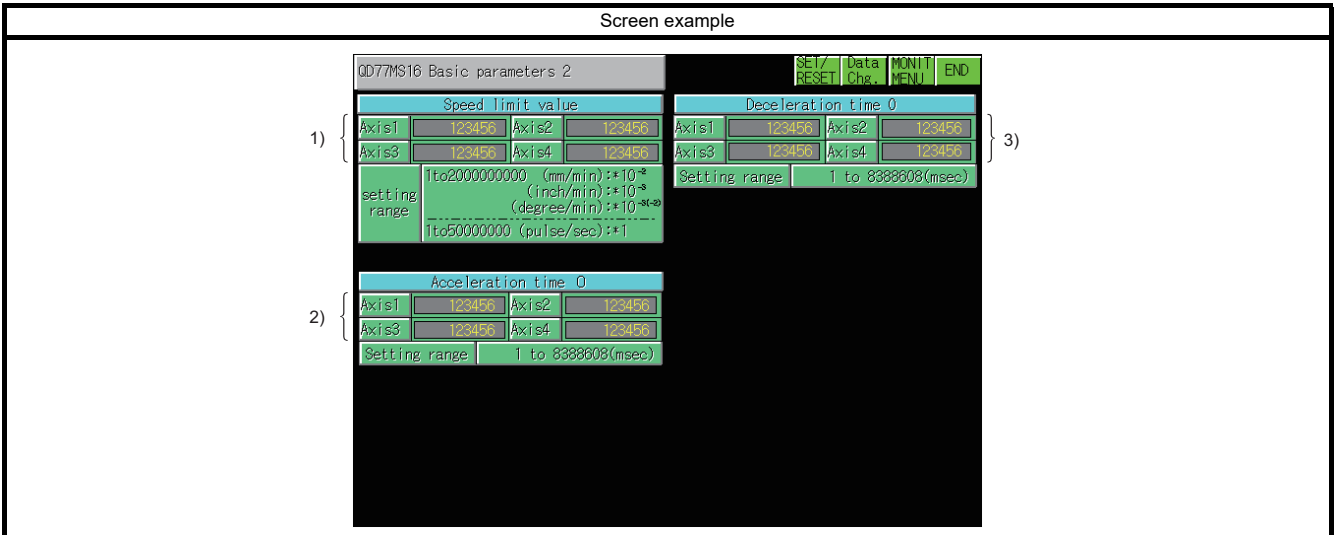 Screen example
QD77MS16 Basic parameters 2
SET/ RESET
Data Chg.
MONIT MENU
END
Speed limit value
1)
Axis1 123456 Axis2 123456
Axis3 123456 Axis4 123456
setting range
1to2000000000 (mm/min):*10⁻²
(inch/min):*10⁻³
(degree/min):*10⁻³⁽⁻²⁾
1to50000000 (pulse/sec):*1
Deceleration time 0
Axis1 123456 Axis2 123456
Axis3 123456 Axis4 123456
3)
Setting range 1 to 8388608(msec)
Acceleration time 0
2)
Axis1 123456 Axis2 123456
Axis3 123456 Axis4 123456
Setting range 1 to 8388608(msec)